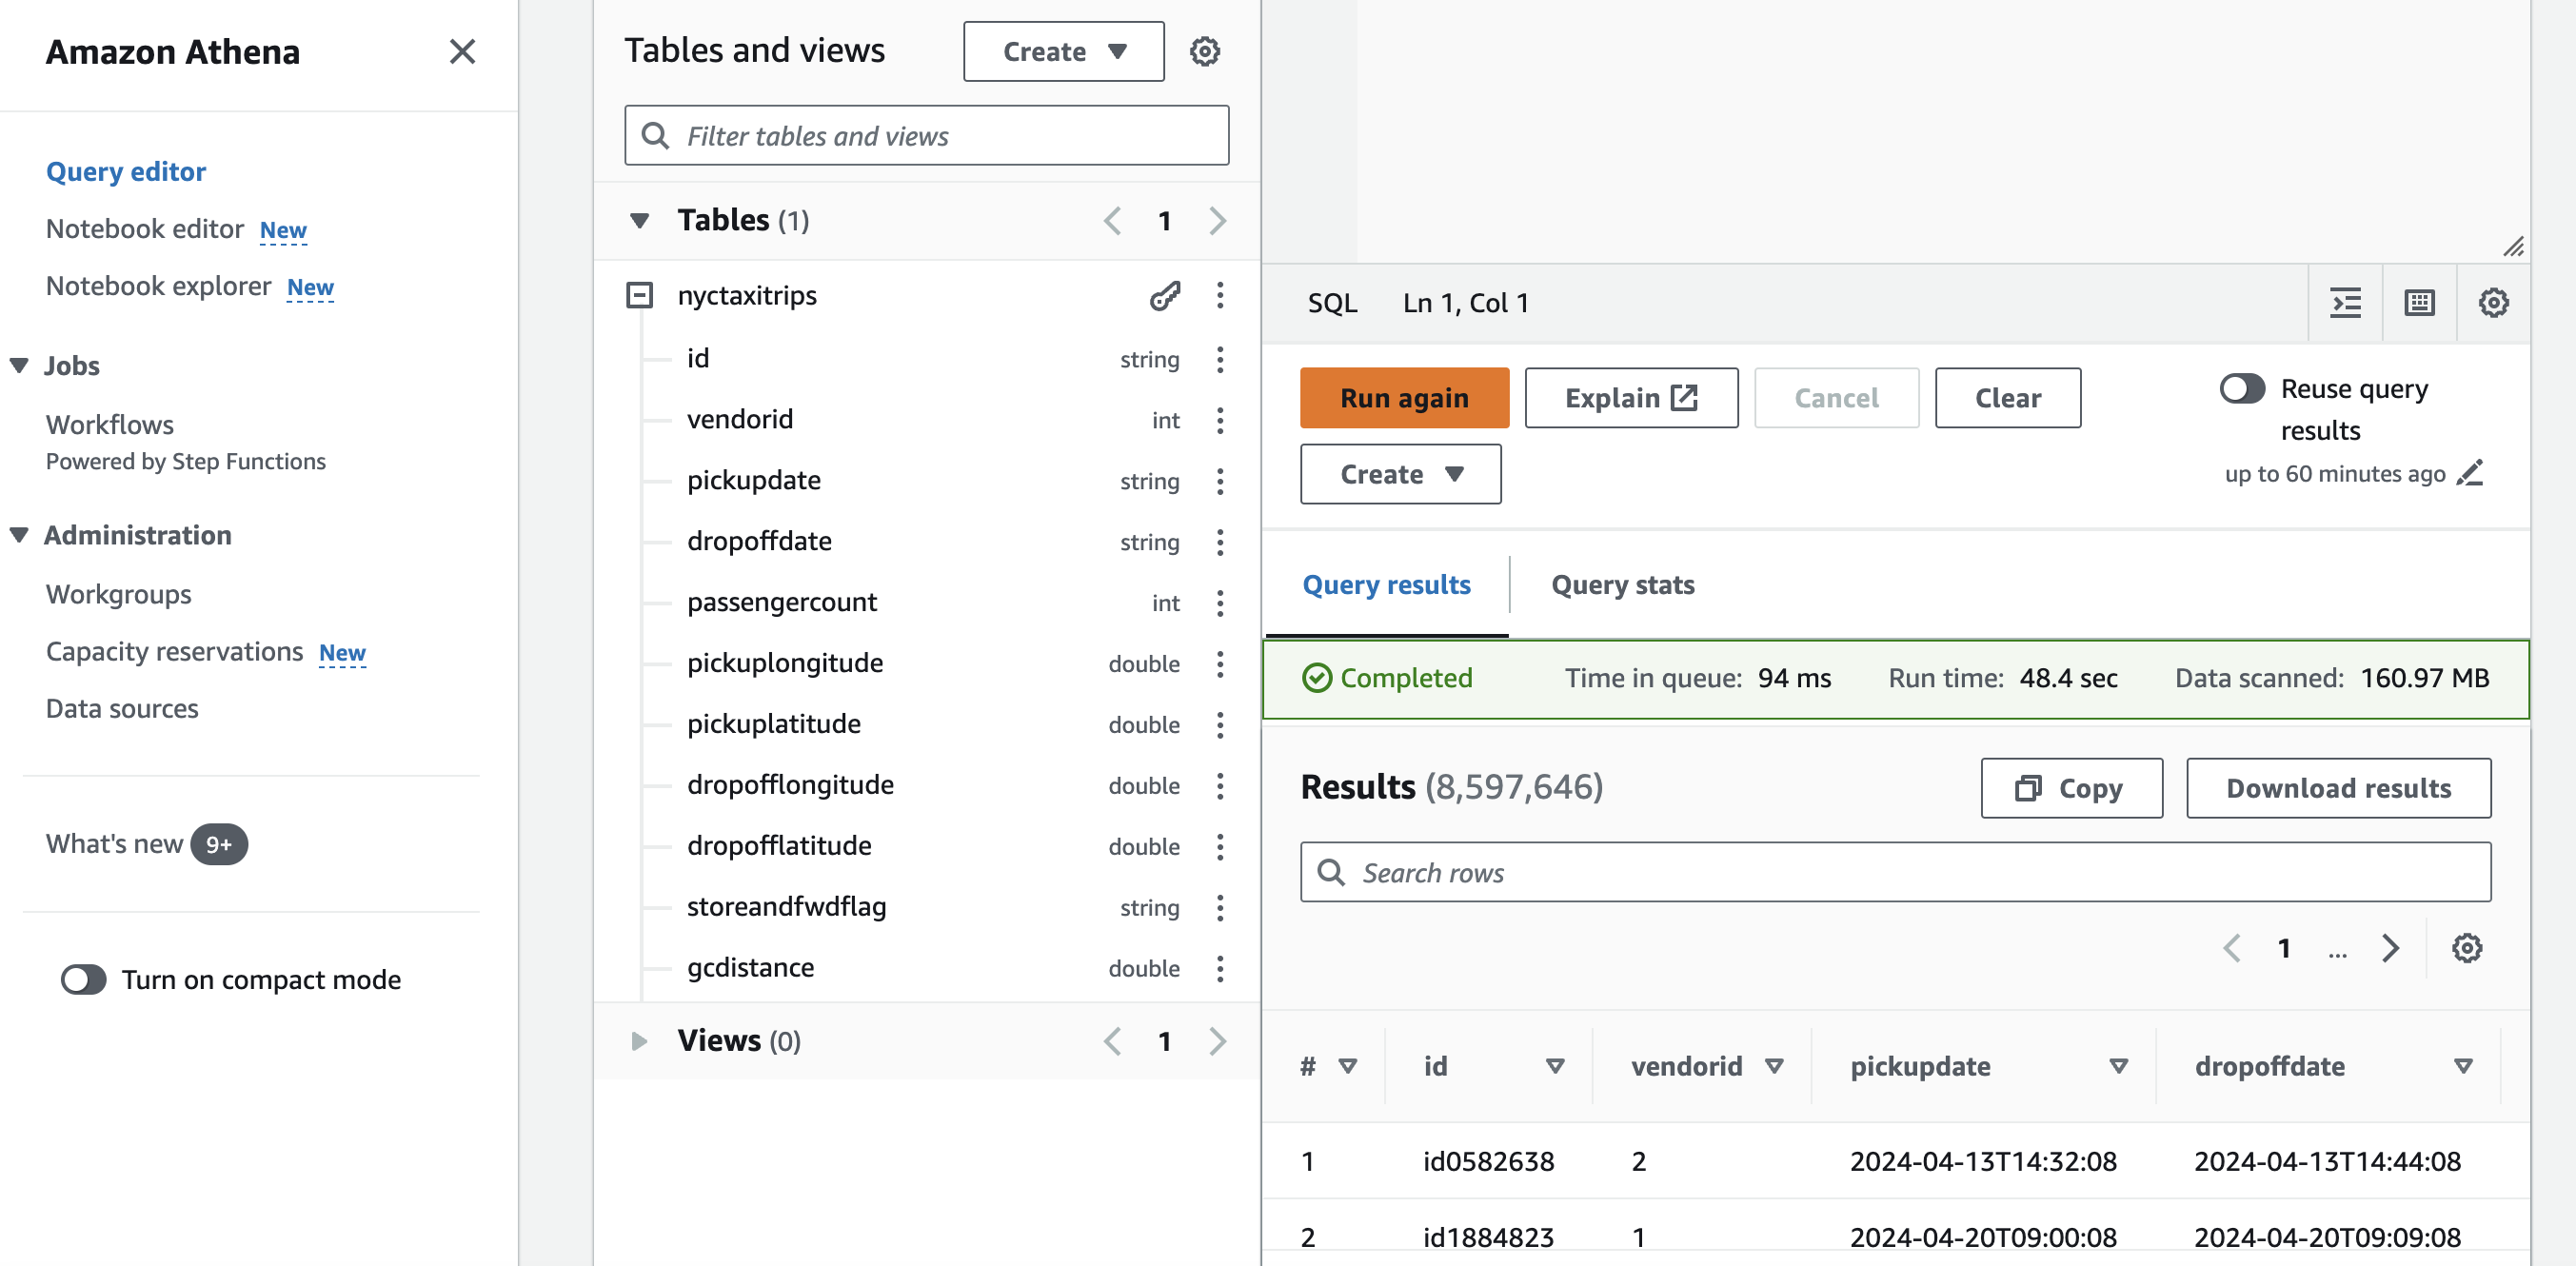 Amazon Athena
Query editor
Notebook editor New
Notebook explorer New
Jobs
Workflows
Powered by Step Functions
Administration
Workgroups
Capacity reservations New
Data sources
What's new 9+
Turn on compact mode
Tables and views Create
Filter tables and views
Tables (1) 1
nyctaxitrips
id string
vendorid int
pickupdate string
dropoffdate string
passengercount int
pickuplongitude double
pickuplatitude double
dropofflongitude double
dropofflatitude double
storeandfwdflag string
gcdistance double
Views (0) 1
SQL Ln 1, Col 1
Run again Explain Cancel Clear
Create
Reuse query
results
up to 60 minutes ago
Query results Query stats
Completed Time in queue: 94 ms Run time: 48.4 sec Data scanned: 160.97 MB
Results (8,597,646) Copy Download results
Search rows
1 ...
# id vendorid pickupdate dropoffdate
1 id0582638 2 2024-04-13T14:32:08 2024-04-13T14:44:08
2 id1884823 1 2024-04-20T09:00:08 2024-04-20T09:09:08